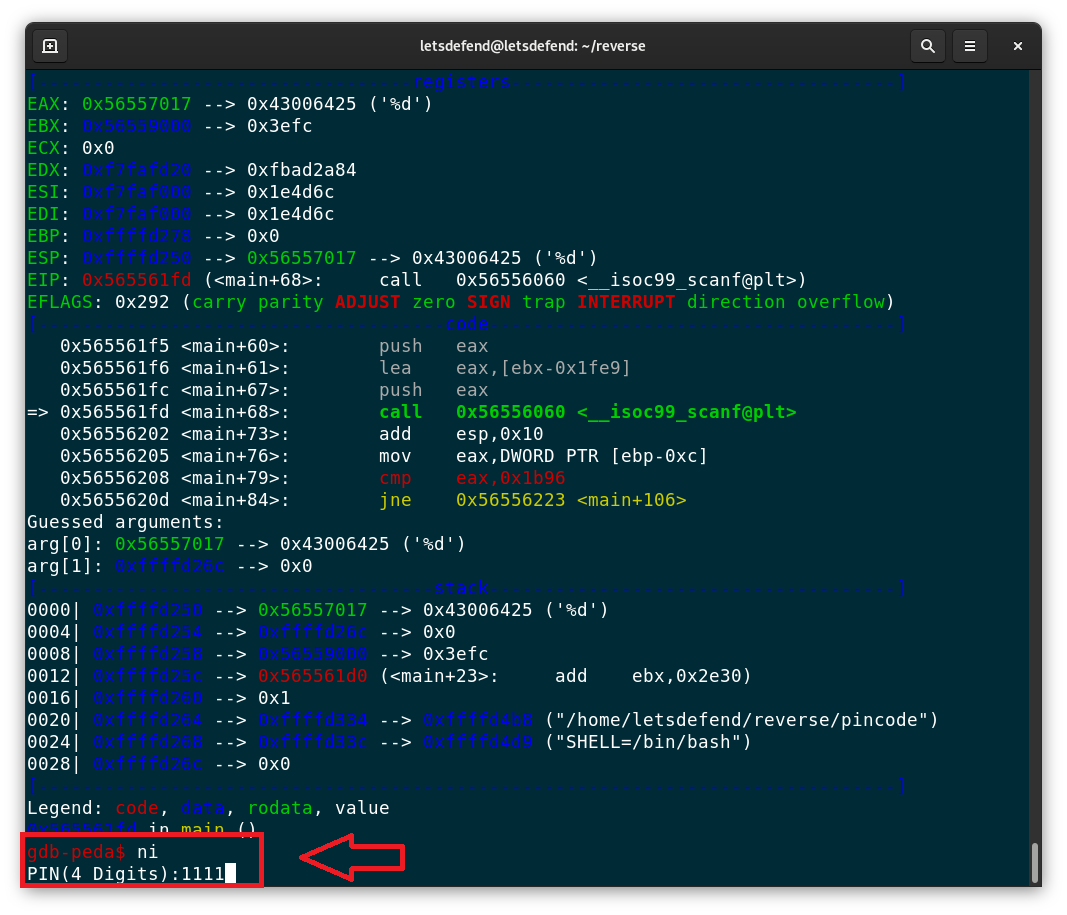 letsdefend@letsdefend: ~/reverse
[----------------------------------registers-----------------------------------]
EAX: 0x56557017 --> 0x43006425 ('%d')
EBX: 0x56559000 --> 0x3efc
ECX: 0x0
EDX: 0xf7fafd20 --> 0xfbad2a84
ESI: 0xf7faf000 --> 0x1e4d6c
EDI: 0xf7faf000 --> 0x1e4d6c
EBP: 0xffffd278 --> 0x0
ESP: 0xffffd250 --> 0x56557017 --> 0x43006425 ('%d')
EIP: 0x565561fd (<main+68>:     call   0x56556060 <__isoc99_scanf@plt>)
EFLAGS: 0x292 (carry parity ADJUST zero SIGN trap INTERRUPT direction overflow)
[-------------------------------------code-------------------------------------]
   0x565561f5 <main+60>:        push   eax
   0x565561f6 <main+61>:        lea    eax,[ebx-0x1fe9]
   0x565561fc <main+67>:        push   eax
=> 0x565561fd <main+68>:        call   0x56556060 <__isoc99_scanf@plt>
   0x56556202 <main+73>:        add    esp,0x10
   0x56556205 <main+76>:        mov    eax,DWORD PTR [ebp-0xc]
   0x56556208 <main+79>:        cmp    eax,0x1b96
   0x5655620d <main+84>:        jne    0x56556223 <main+106>
Guessed arguments:
arg[0]: 0x56557017 --> 0x43006425 ('%d')
arg[1]: 0xffffd26c --> 0x0
[------------------------------------stack-------------------------------------]
0000| 0xffffd250 --> 0x56557017 --> 0x43006425 ('%d')
0004| 0xffffd254 --> 0xffffd26c --> 0x0
0008| 0xffffd258 --> 0x56559000 --> 0x3efc
0012| 0xffffd25c --> 0x565561d0 (<main+23>:     add    ebx,0x2e30)
0016| 0xffffd260 --> 0x1
0020| 0xffffd264 --> 0xffffd334 --> 0xffffd4b8 ("/home/letsdefend/reverse/pincode")
0024| 0xffffd268 --> 0xffffd33c --> 0xffffd4d9 ("SHELL=/bin/bash")
0028| 0xffffd26c --> 0x0
[------------------------------------------------------------------------------]
Legend: code, data, rodata, value
0x565561fd in main ()
gdb-peda$ ni
PIN(4 Digits):1111